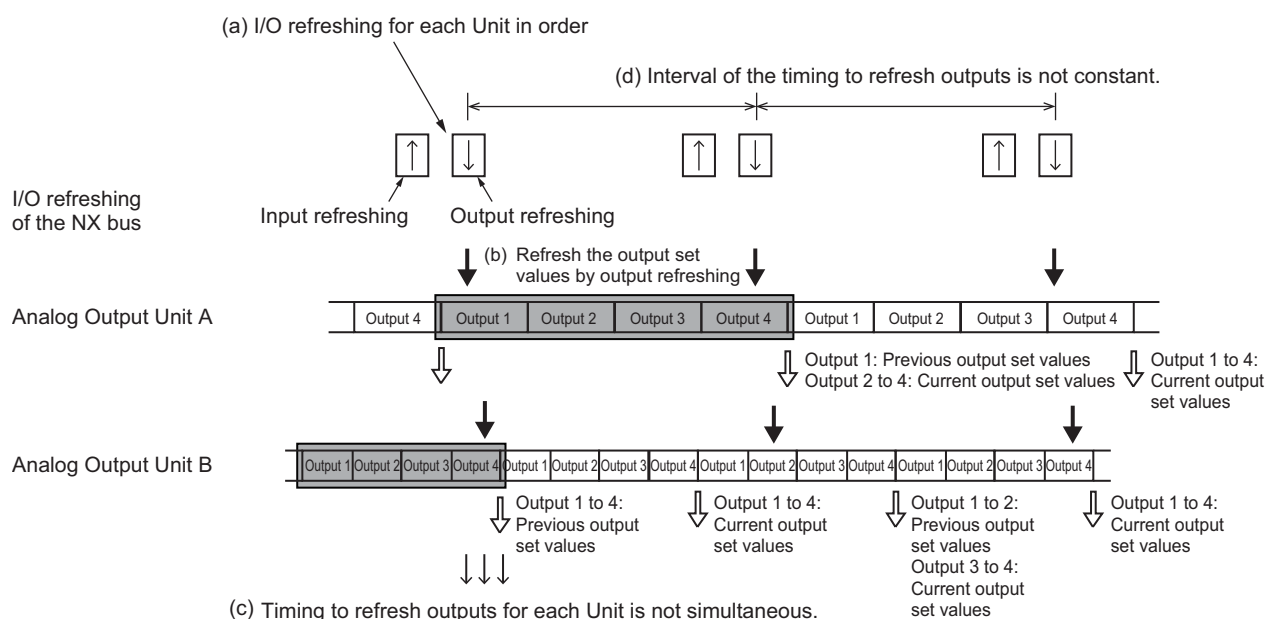 (a) I/O refreshing for each Unit in order
(d) Interval of the timing to refresh outputs is not constant.
I/O refreshing
of the NX bus
Input refreshing
Output refreshing
(b) Refresh the output set
values by output refreshing
Analog Output Unit A
Output 4
Output 1
Output 2
Output 3
Output 4
Output 1
Output 2
Output 3
Output 4
Output 1: Previous output set values
Output 2 to 4: Current output set values
Output 1 to 4:
Current output
set values
Analog Output Unit B
Output 1
Output 2
Output 3
Output 4
Output 1
Output 2
Output 3
Output 4
Output 1
Output 2
Output 3
Output 4
Output 1
Output 2
Output 3
Output 4
Output 1 to 4:
Previous output
set values
Output 1 to 4:
Current output
set values
Output 1 to 2:
Previous output
set values
Output 3 to 4:
Current output
set values
Output 1 to 4:
Current output
set values
(c) Timing to refresh outputs for each Unit is not simultaneous.